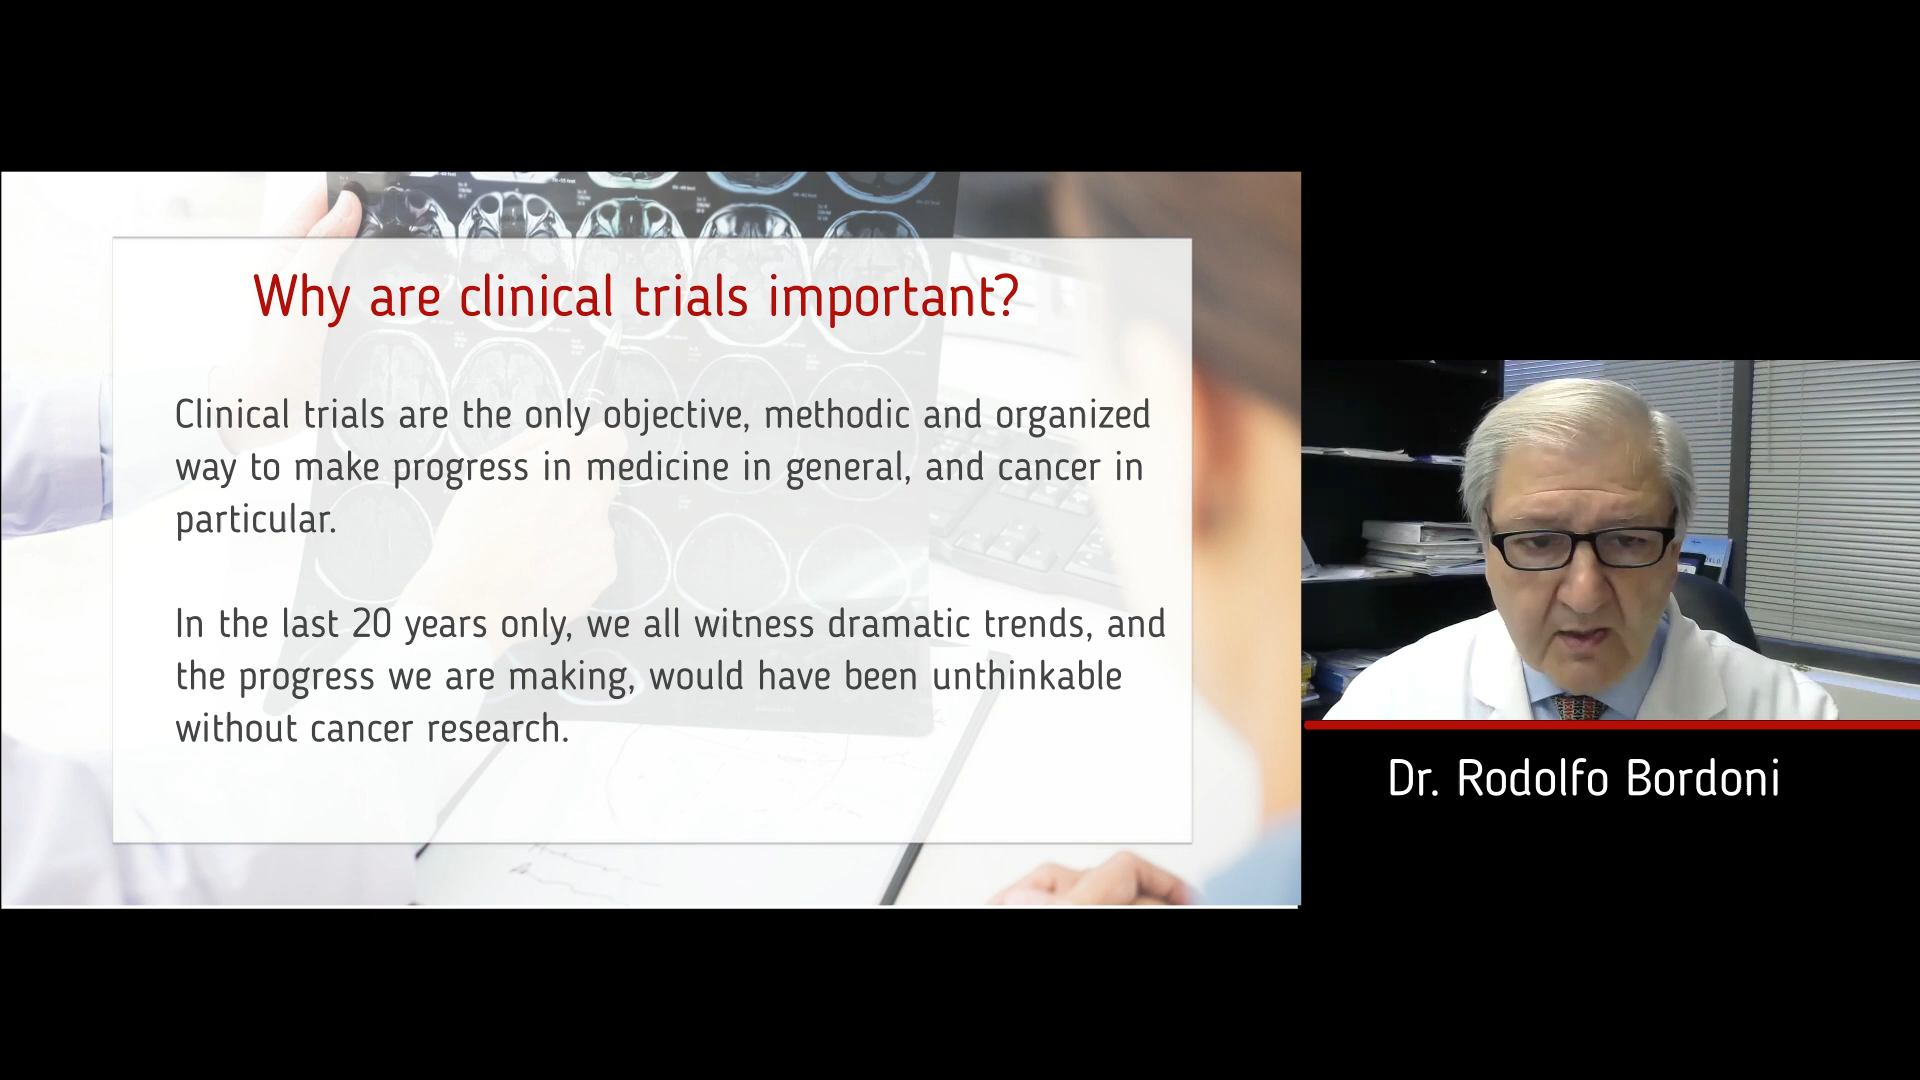 Why are clinical trials important?
Clinical trials are the only objective, methodic and organized
way to make progress in medicine in general, and cancer in
particular.
In the last 20 years only, we all witness dramatic trends, and
the progress we are making, would have been unthinkable
without cancer research.
Dr. Rodolfo Bordoni